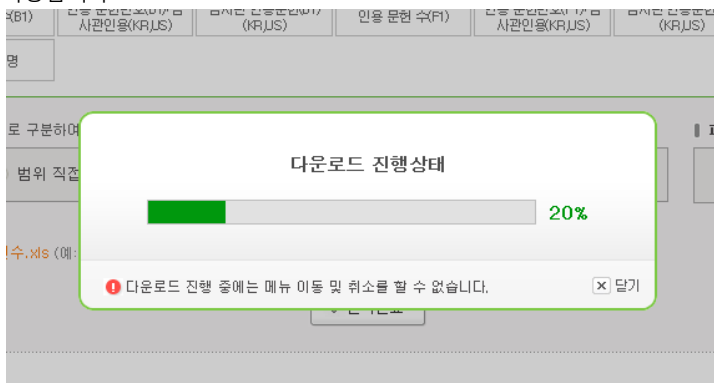 (B1)
사관인용(KR,US)
(KR,US)
인용 문헌 수(F1)
사관인용(KR,US)
(KR,US)
명
로 구분하여
다운로드 진행상태
범위 직접
20%
수.xls (예:
다운로드 진행 중에는 메뉴 이동 및 취소를 할 수 없습니다.
닫기